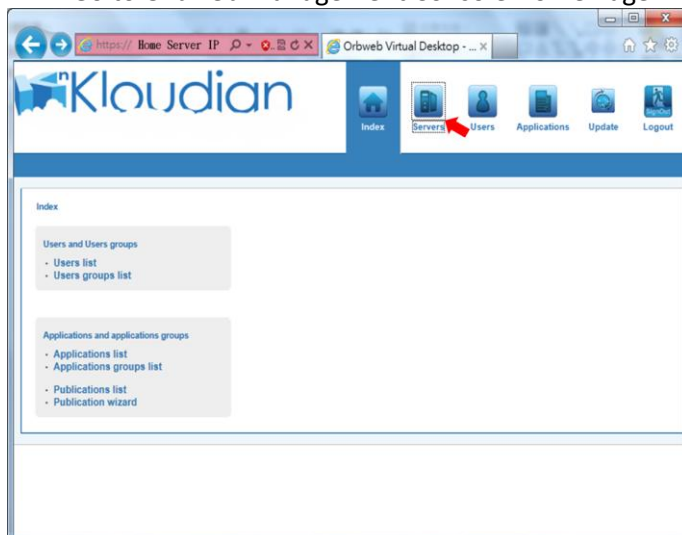 https:// Home Server IP
Orbweb Virtual Desktop - ...
nKloudian
Index
Servers
Users
Applications
Update
Logout
Index
Users and Users groups
- Users list
- Users groups list
Applications and applications groups
- Applications list
- Applications groups list
- Publications list
- Publication wizard